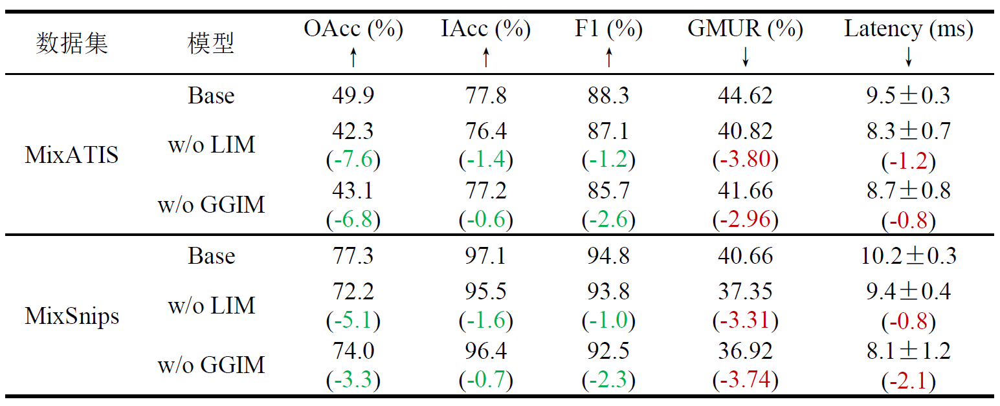 数据集 模型 OAcc (%) IAcc (%) F1 (%) GMUR (%) Latency (ms)
↑ ↑ ↑ ↓ ↓
Base 49.9 77.8 88.3 44.62 9.5±0.3
MixATIS w/o LIM 42.3 76.4 87.1 40.82 8.3±0.7
(-7.6) (-1.4) (-1.2) (-3.80) (-1.2)
w/o GGIM 43.1 77.2 85.7 41.66 8.7±0.8
(-6.8) (-0.6) (-2.6) (-2.96) (-0.8)
Base 77.3 97.1 94.8 40.66 10.2±0.3
MixSnips w/o LIM 72.2 95.5 93.8 37.35 9.4±0.4
(-5.1) (-1.6) (-1.0) (-3.31) (-0.8)
w/o GGIM 74.0 96.4 92.5 36.92 8.1±1.2
(-3.3) (-0.7) (-2.3) (-3.74) (-2.1)